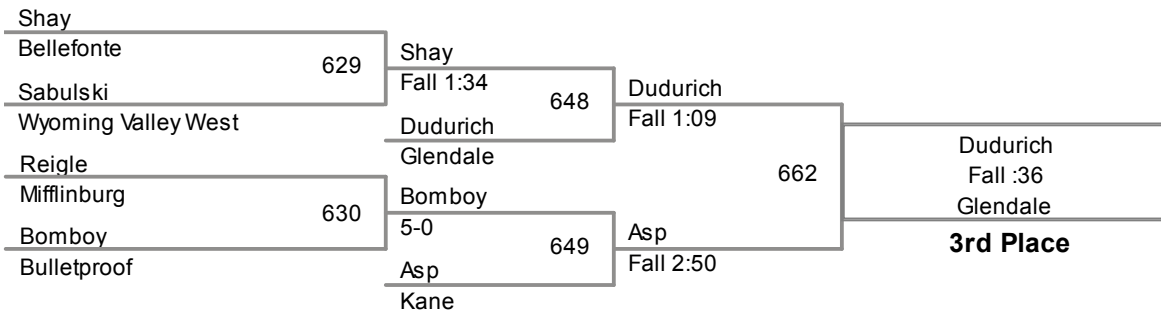 Shay
Bellefonte
629
Sabulski
Wyoming Valley West
Reigle
Mifflinburg
630
Bomboy
Bulletproof
Shay
Fall 1:34
648
Dudurich
Glendale
Bomboy
5-0
649
Asp
Kane
Dudurich
Fall 1:09
662
Asp
Fall 2:50
Dudurich
Fall :36
Glendale
3rd Place